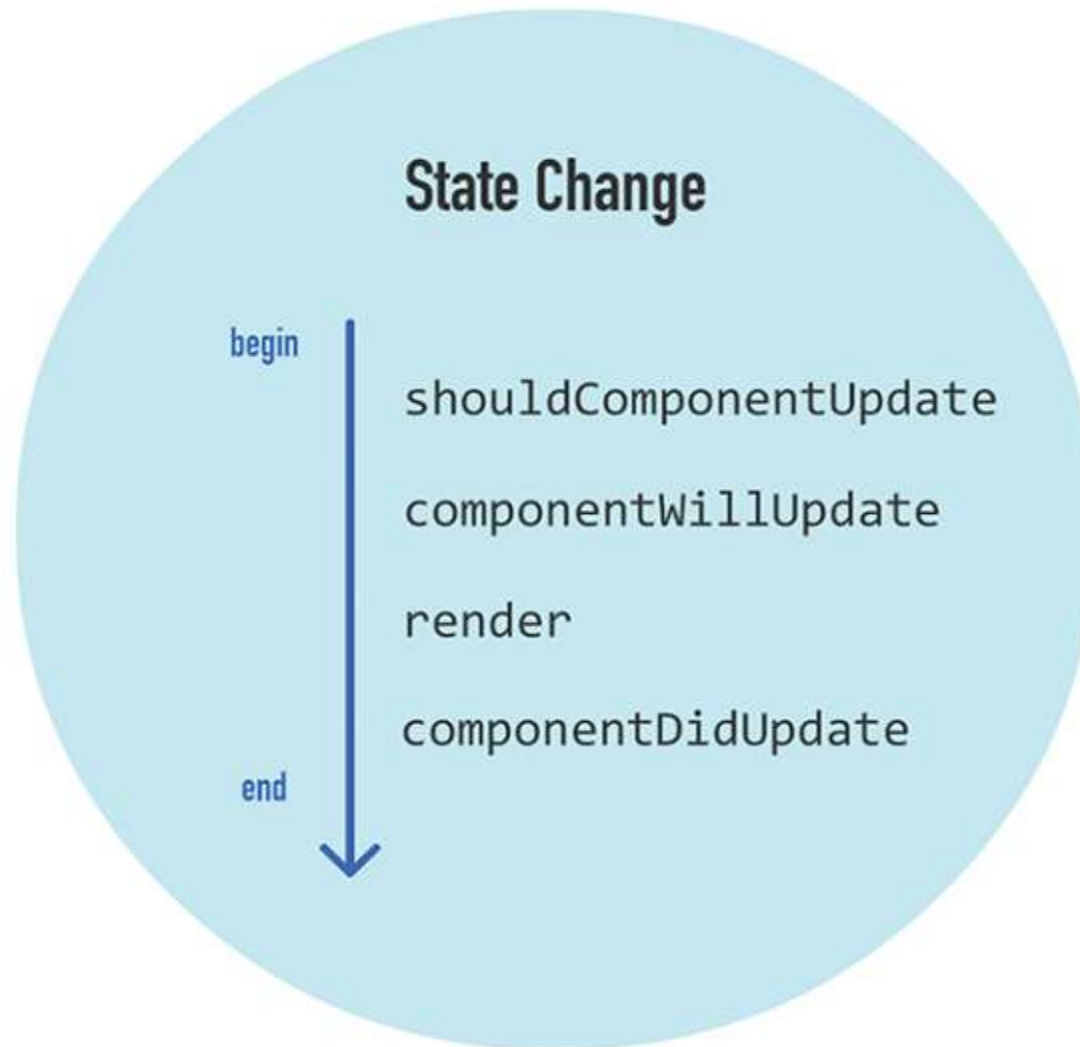 State Change
begin
shouldComponentUpdate
componentWillUpdate
render
componentDidUpdate
end